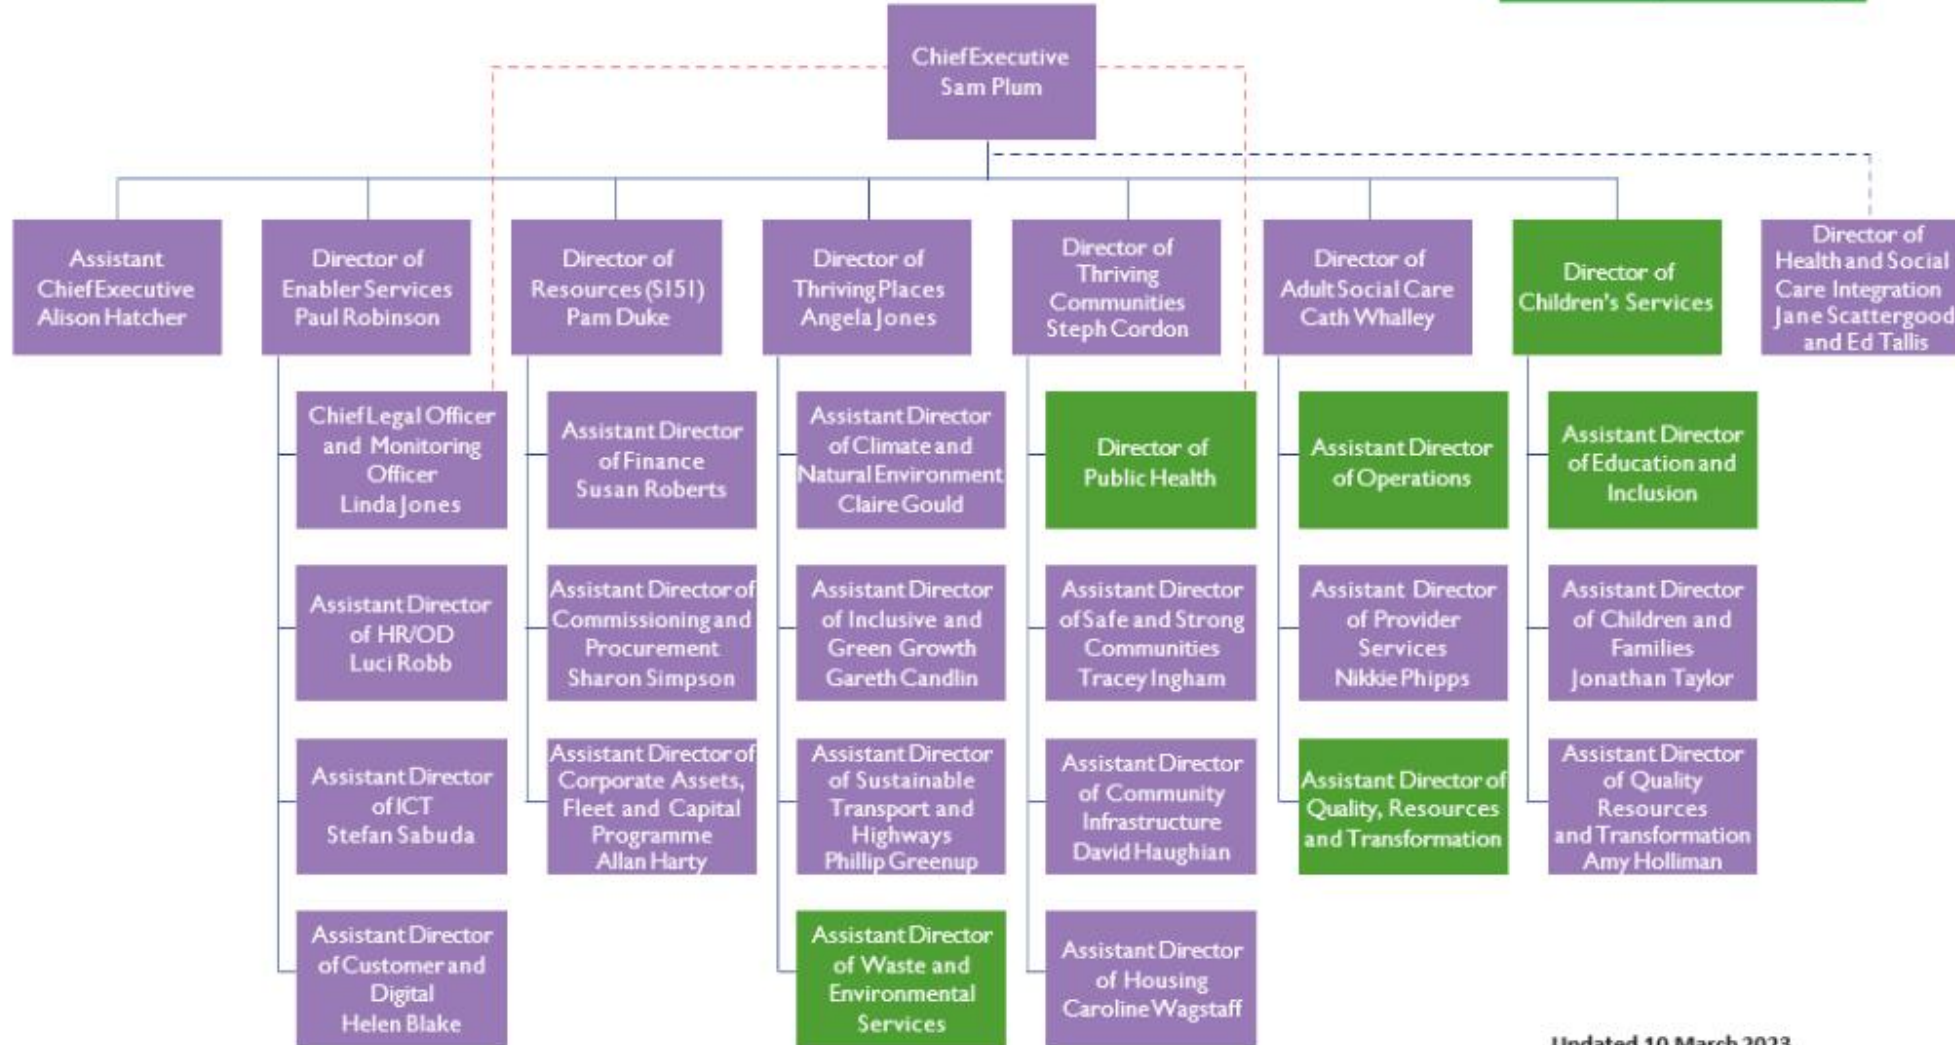 Chief Executive
Sam Plum
Assistant
Chief Executive
Alison Hatcher
Director of
Enabler Services
Paul Robinson
Director of
Resources (S151)
Pam Duke
Director of
Thriving Places
Angela Jones
Director of
Thriving
Communities
Steph Cordon
Director of
Adult Social Care
Cath Whalley
Director of
Children's Services
Director of
Health and Social
Care Integration
Jane Scattergood
and Ed Tallis
Chief Legal Officer
and Monitoring
Officer
Linda Jones
Assistant Director
of Finance
Susan Roberts
Assistant Director
of Climate and
Natural Environment
Claire Gould
Director of
Public Health
Assistant Director
of Operations
Assistant Director
of Education and
Inclusion
Assistant Director
of HR/OD
Luci Robb
Assistant Director of
Commissioning and
Procurement
Sharon Simpson
Assistant Director
of Inclusive and
Green Growth
Gareth Candlin
Assistant Director
of Safe and Strong
Communities
Tracey Ingham
Assistant Director
of Provider
Services
Nikkie Phipps
Assistant Director
of Children and
Families
Jonathan Taylor
Assistant Director
of ICT
Stefan Sabuda
Assistant Director of
Corporate Assets,
Fleet and Capital
Programme
Allan Harty
Assistant Director
of Sustainable
Transport and
Highways
Phillip Greenup
Assistant Director
of Community
Infrastructure
David Haughian
Assistant Director of
Quality, Resources
and Transformation
Assistant Director
of Quality
Resources
and Transformation
Amy Holliman
Assistant Director
of Customer and
Digital
Helen Blake
Assistant Director
of Waste and
Environmental
Services
Assistant Director
of Housing
Caroline Wagstaff
Updated 10 March 2023